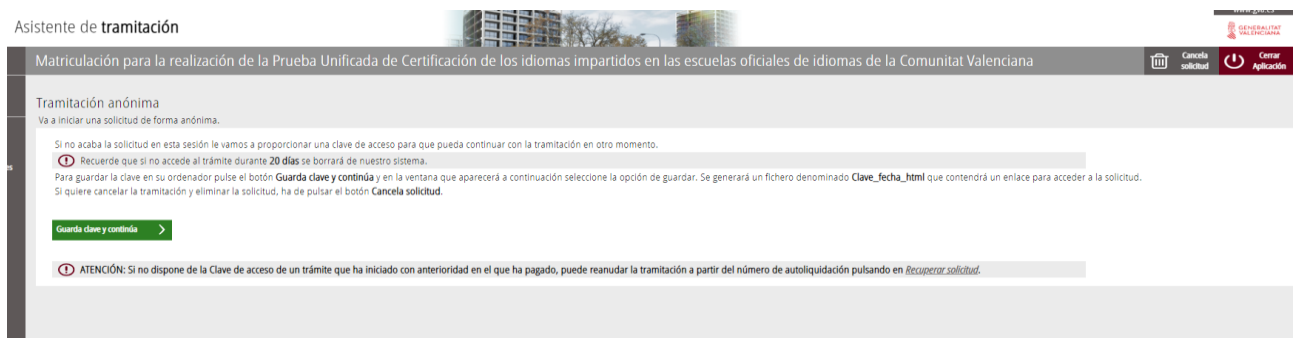 Asistente de tramitación
GENERALITAT
VALENCIANA
Matriculación para la realización de la Prueba Unificada de Certificación de los idiomas impartidos en las escuelas oficiales de idiomas de la Comunitat Valenciana
Cancela
solicitud
Cerrar
Aplicación
Tramitación anónima
Va a iniciar una solicitud de forma anónima.
Si no acaba la solicitud en esta sesión le vamos a proporcionar una clave de acceso para que pueda continuar con la tramitación en otro momento.
Recuerde que si no accede al trámite durante 20 días se borrará de nuestro sistema.
Para guardar la clave en su ordenador pulse el botón Guarda clave y continúa y en la ventana que aparecerá a continuación seleccione la opción de guardar. Se generará un fichero denominado Clave_fecha_html que contendrá un enlace para acceder a la solicitud.
Si quiere cancelar la tramitación y eliminar la solicitud, ha de pulsar el botón Cancela solicitud.
Guarda clave y continúa
ATENCIÓN: Si no dispone de la Clave de acceso de un trámite que ha iniciado con anterioridad en el que ha pagado, puede reanudar la tramitación a partir del número de autoliquidación pulsando en Recuperar solicitud.